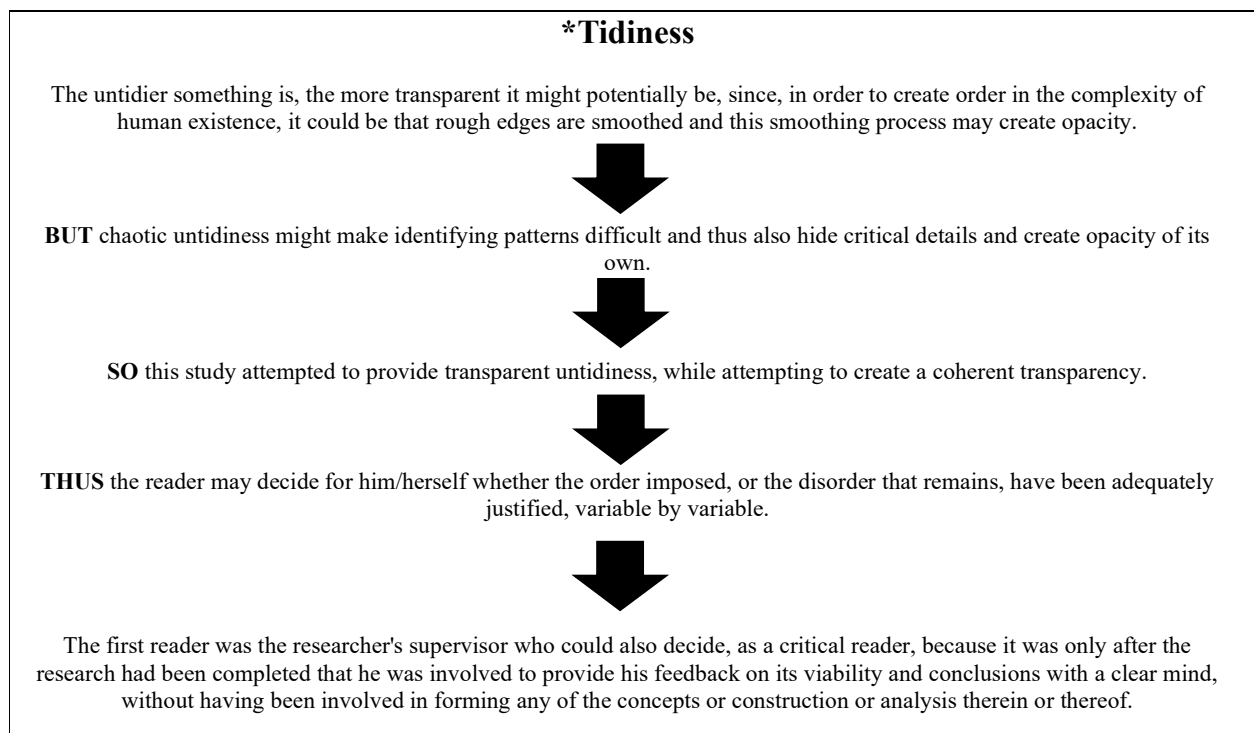 *Tidiness
The untidier something is, the more transparent it might potentially be, since, in order to create order in the complexity of
human existence, it could be that rough edges are smoothed and this smoothing process may create opacity.
BUT chaotic untidiness might make identifying patterns difficult and thus also hide critical details and create opacity of its
own.
SO this study attempted to provide transparent untidiness, while attempting to create a coherent transparency.
THUS the reader may decide for him/herself whether the order imposed, or the disorder that remains, have been adequately
justified, variable by variable.
The first reader was the researcher's supervisor who could also decide, as a critical reader, because it was only after the
research had been completed that he was involved to provide his feedback on its viability and conclusions with a clear mind,
without having been involved in forming any of the concepts or construction or analysis therein or thereof.